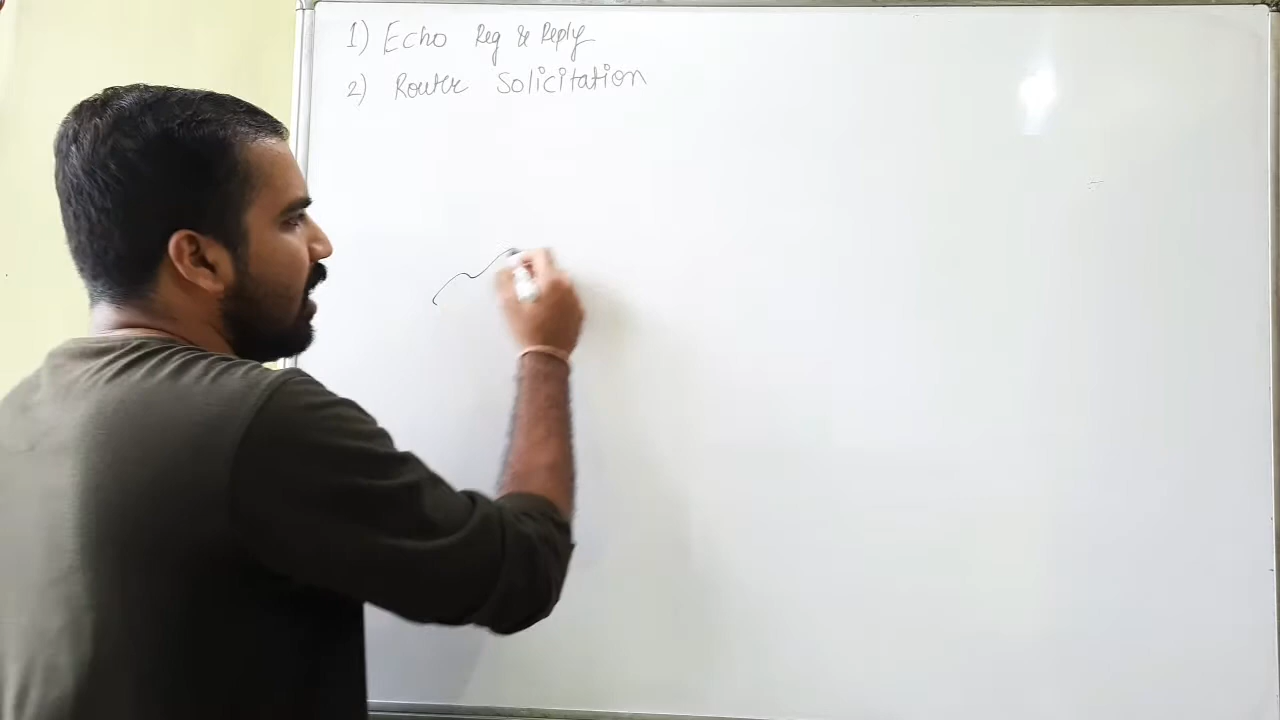 1) Echo Req & Reply
2) Router Solicitation